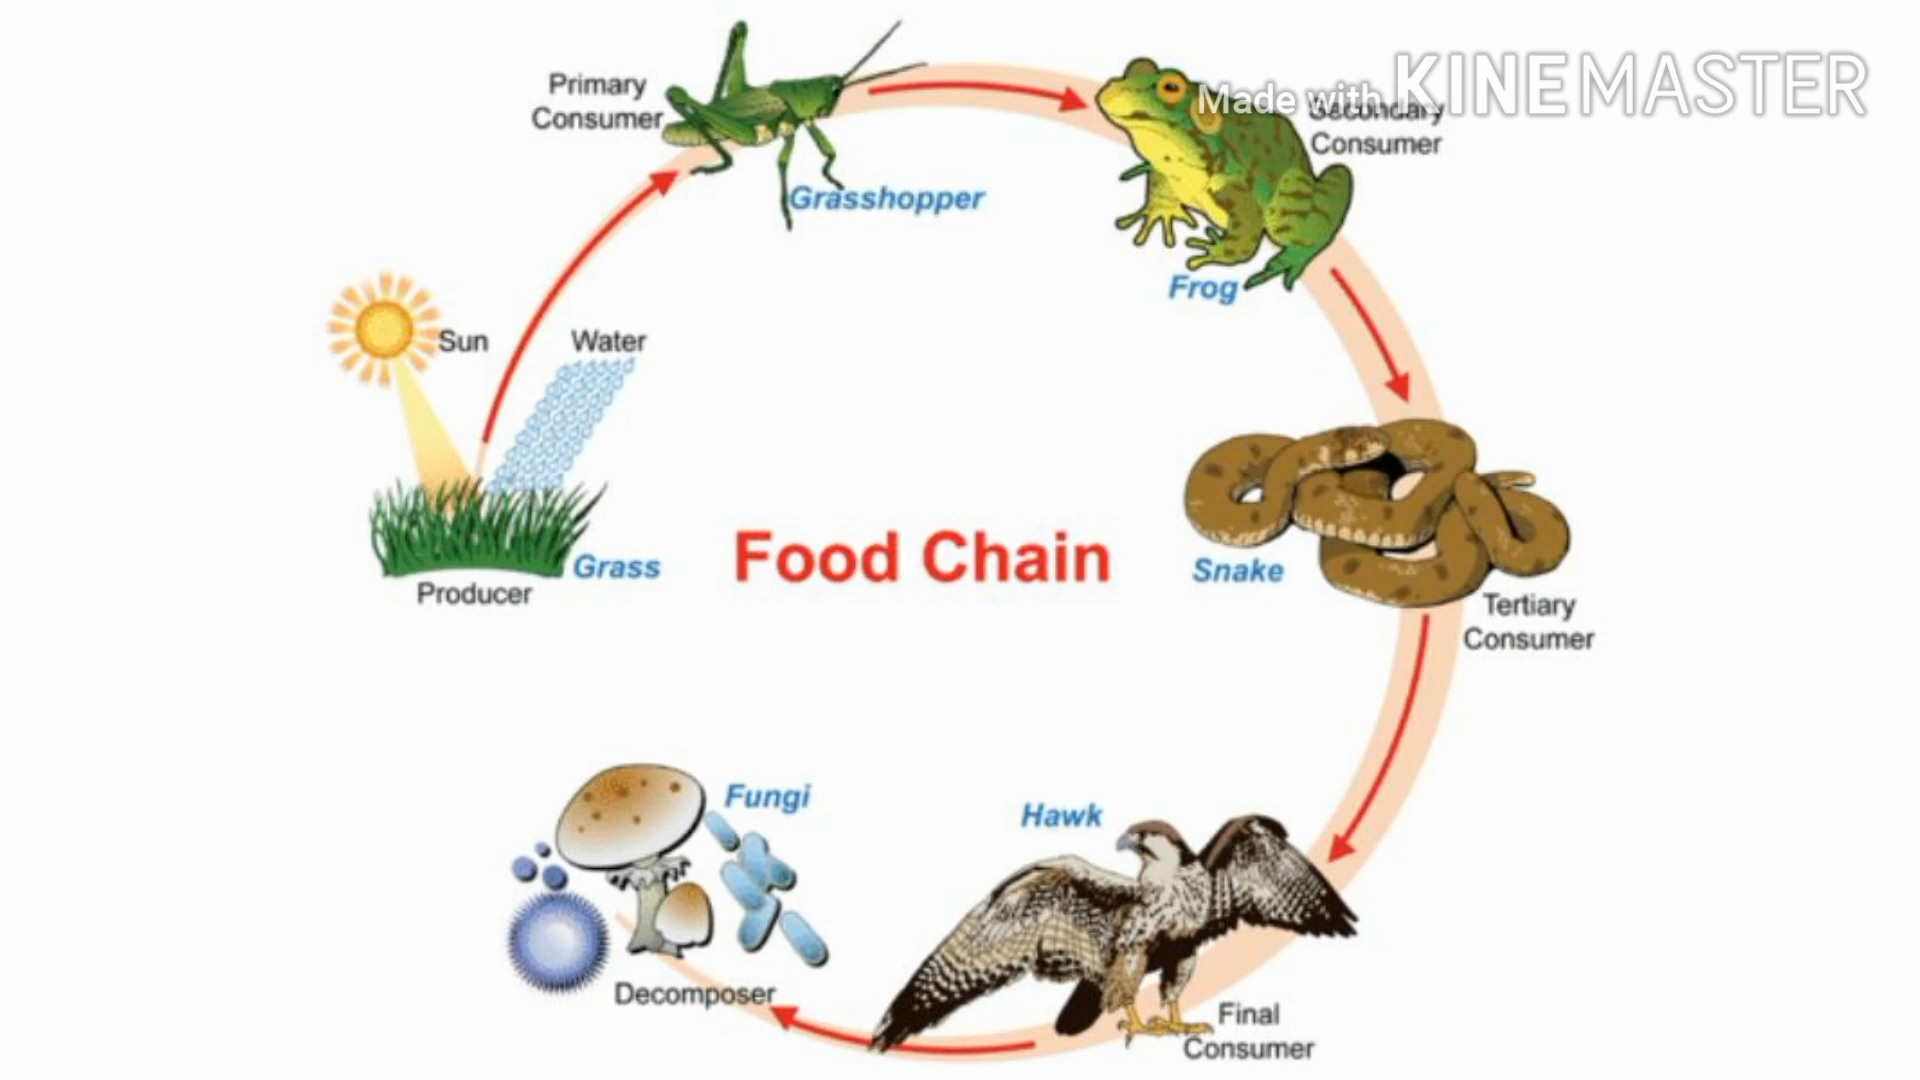 Primary
Consumer
Grasshopper
Made with KINEMASTER
Secondary
Consumer
Frog
Sun
Water
Grass
Producer
Food Chain
Snake
Tertiary
Consumer
Fungi
Hawk
Decomposer
Final
Consumer